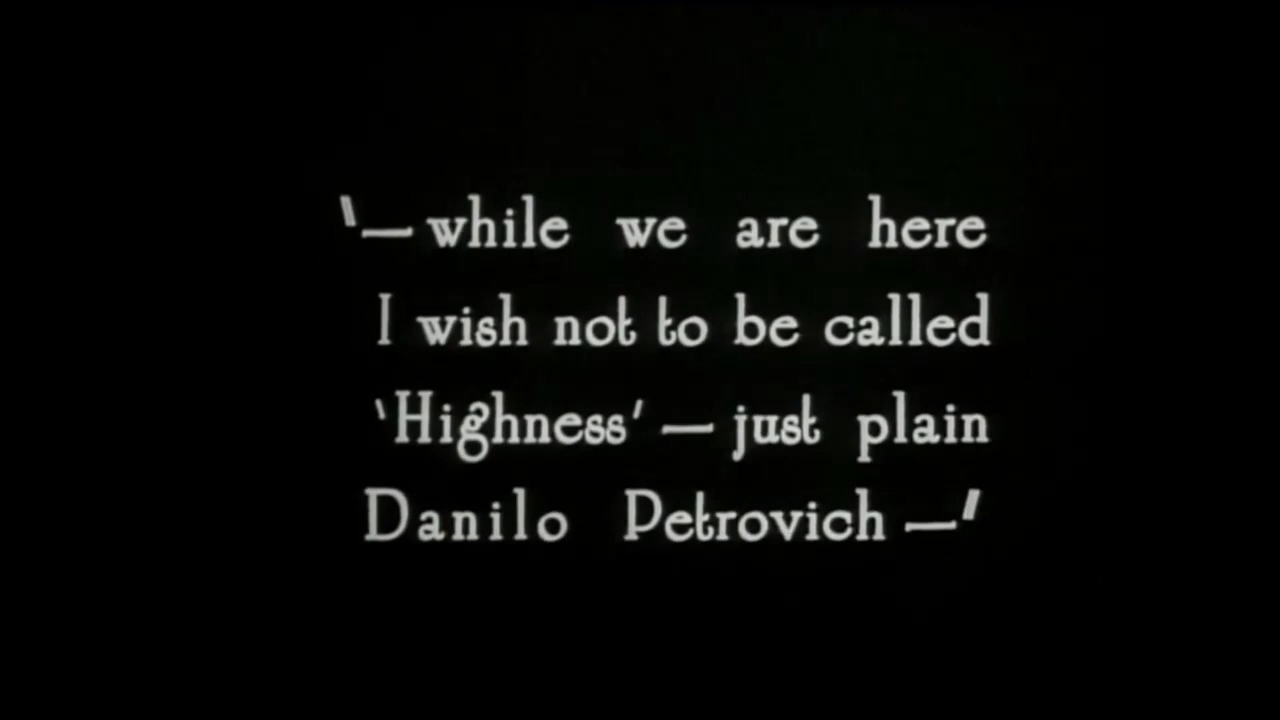 "— while we are here
I wish not to be called
'Highness' — just plain
Danilo Petrovich —"